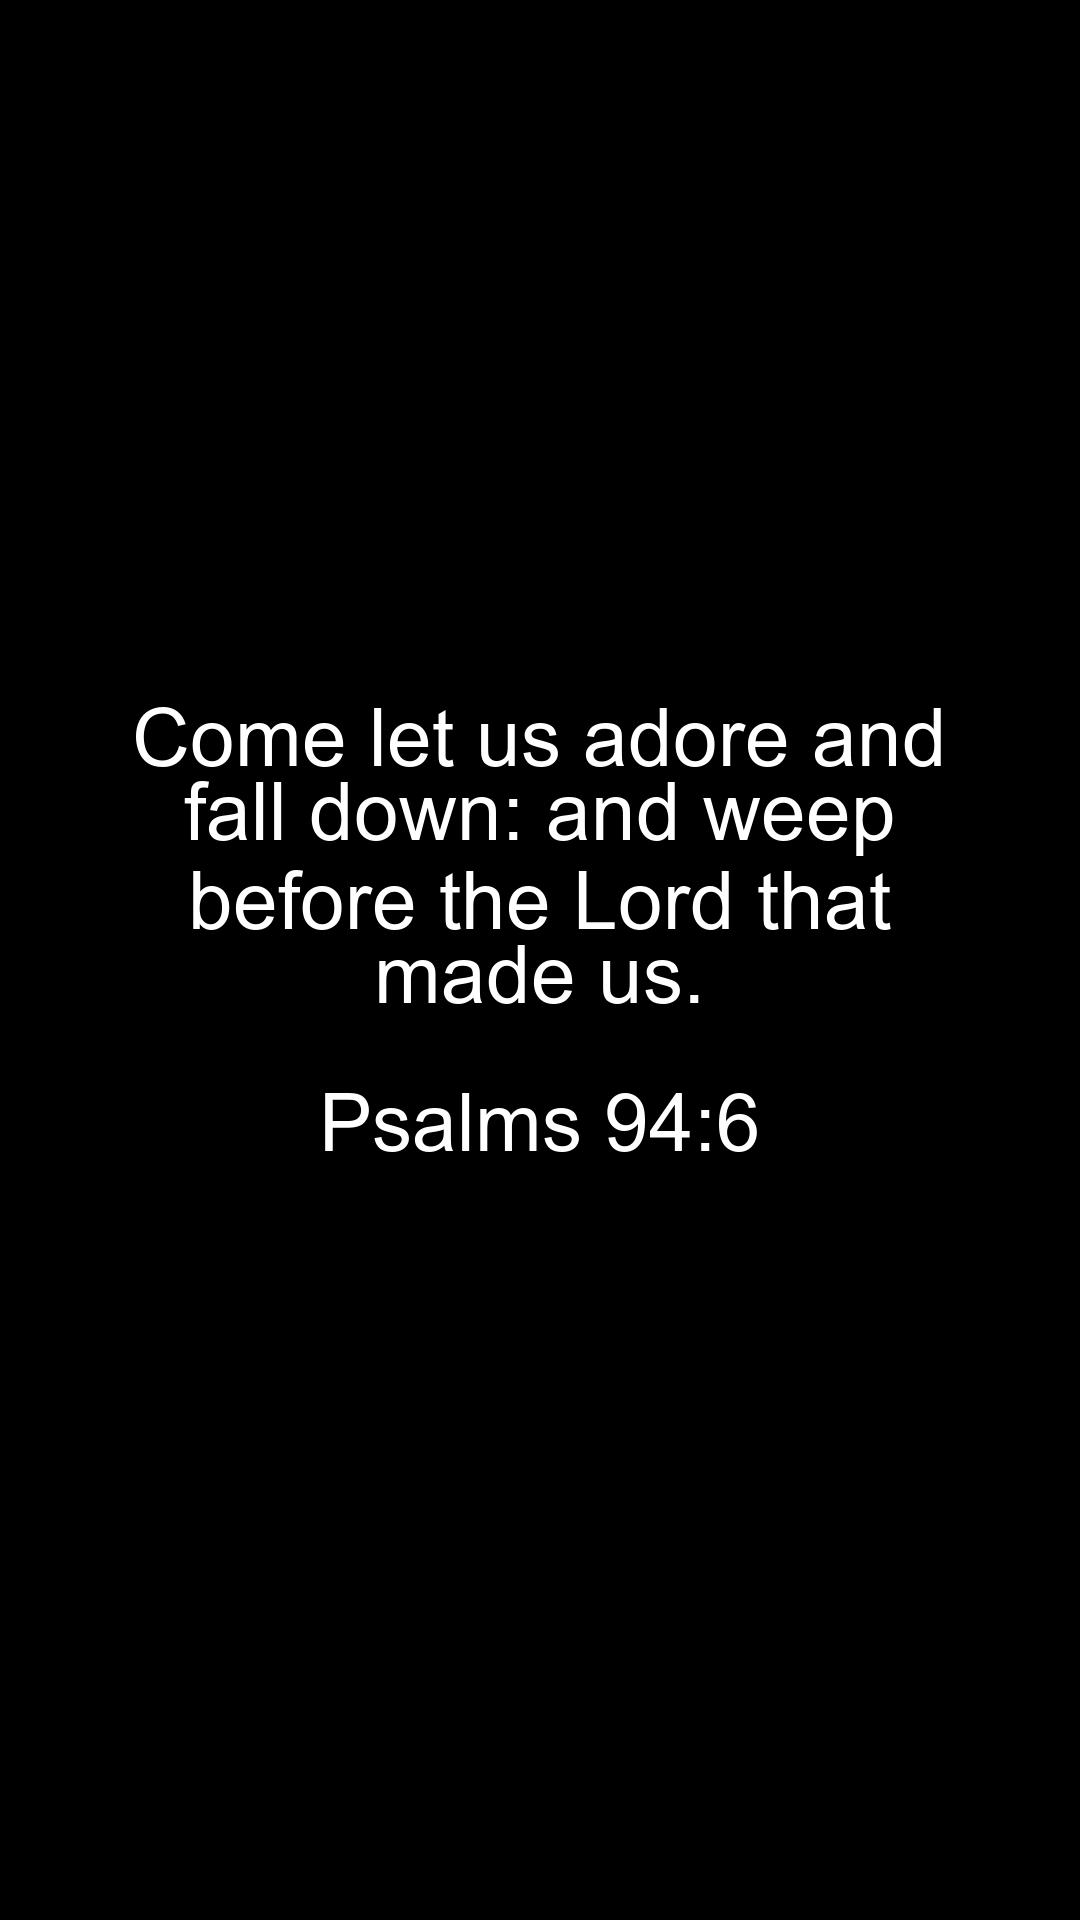 Come let us adore and
fall down: and weep
before the Lord that
made us.
Psalms 94:6